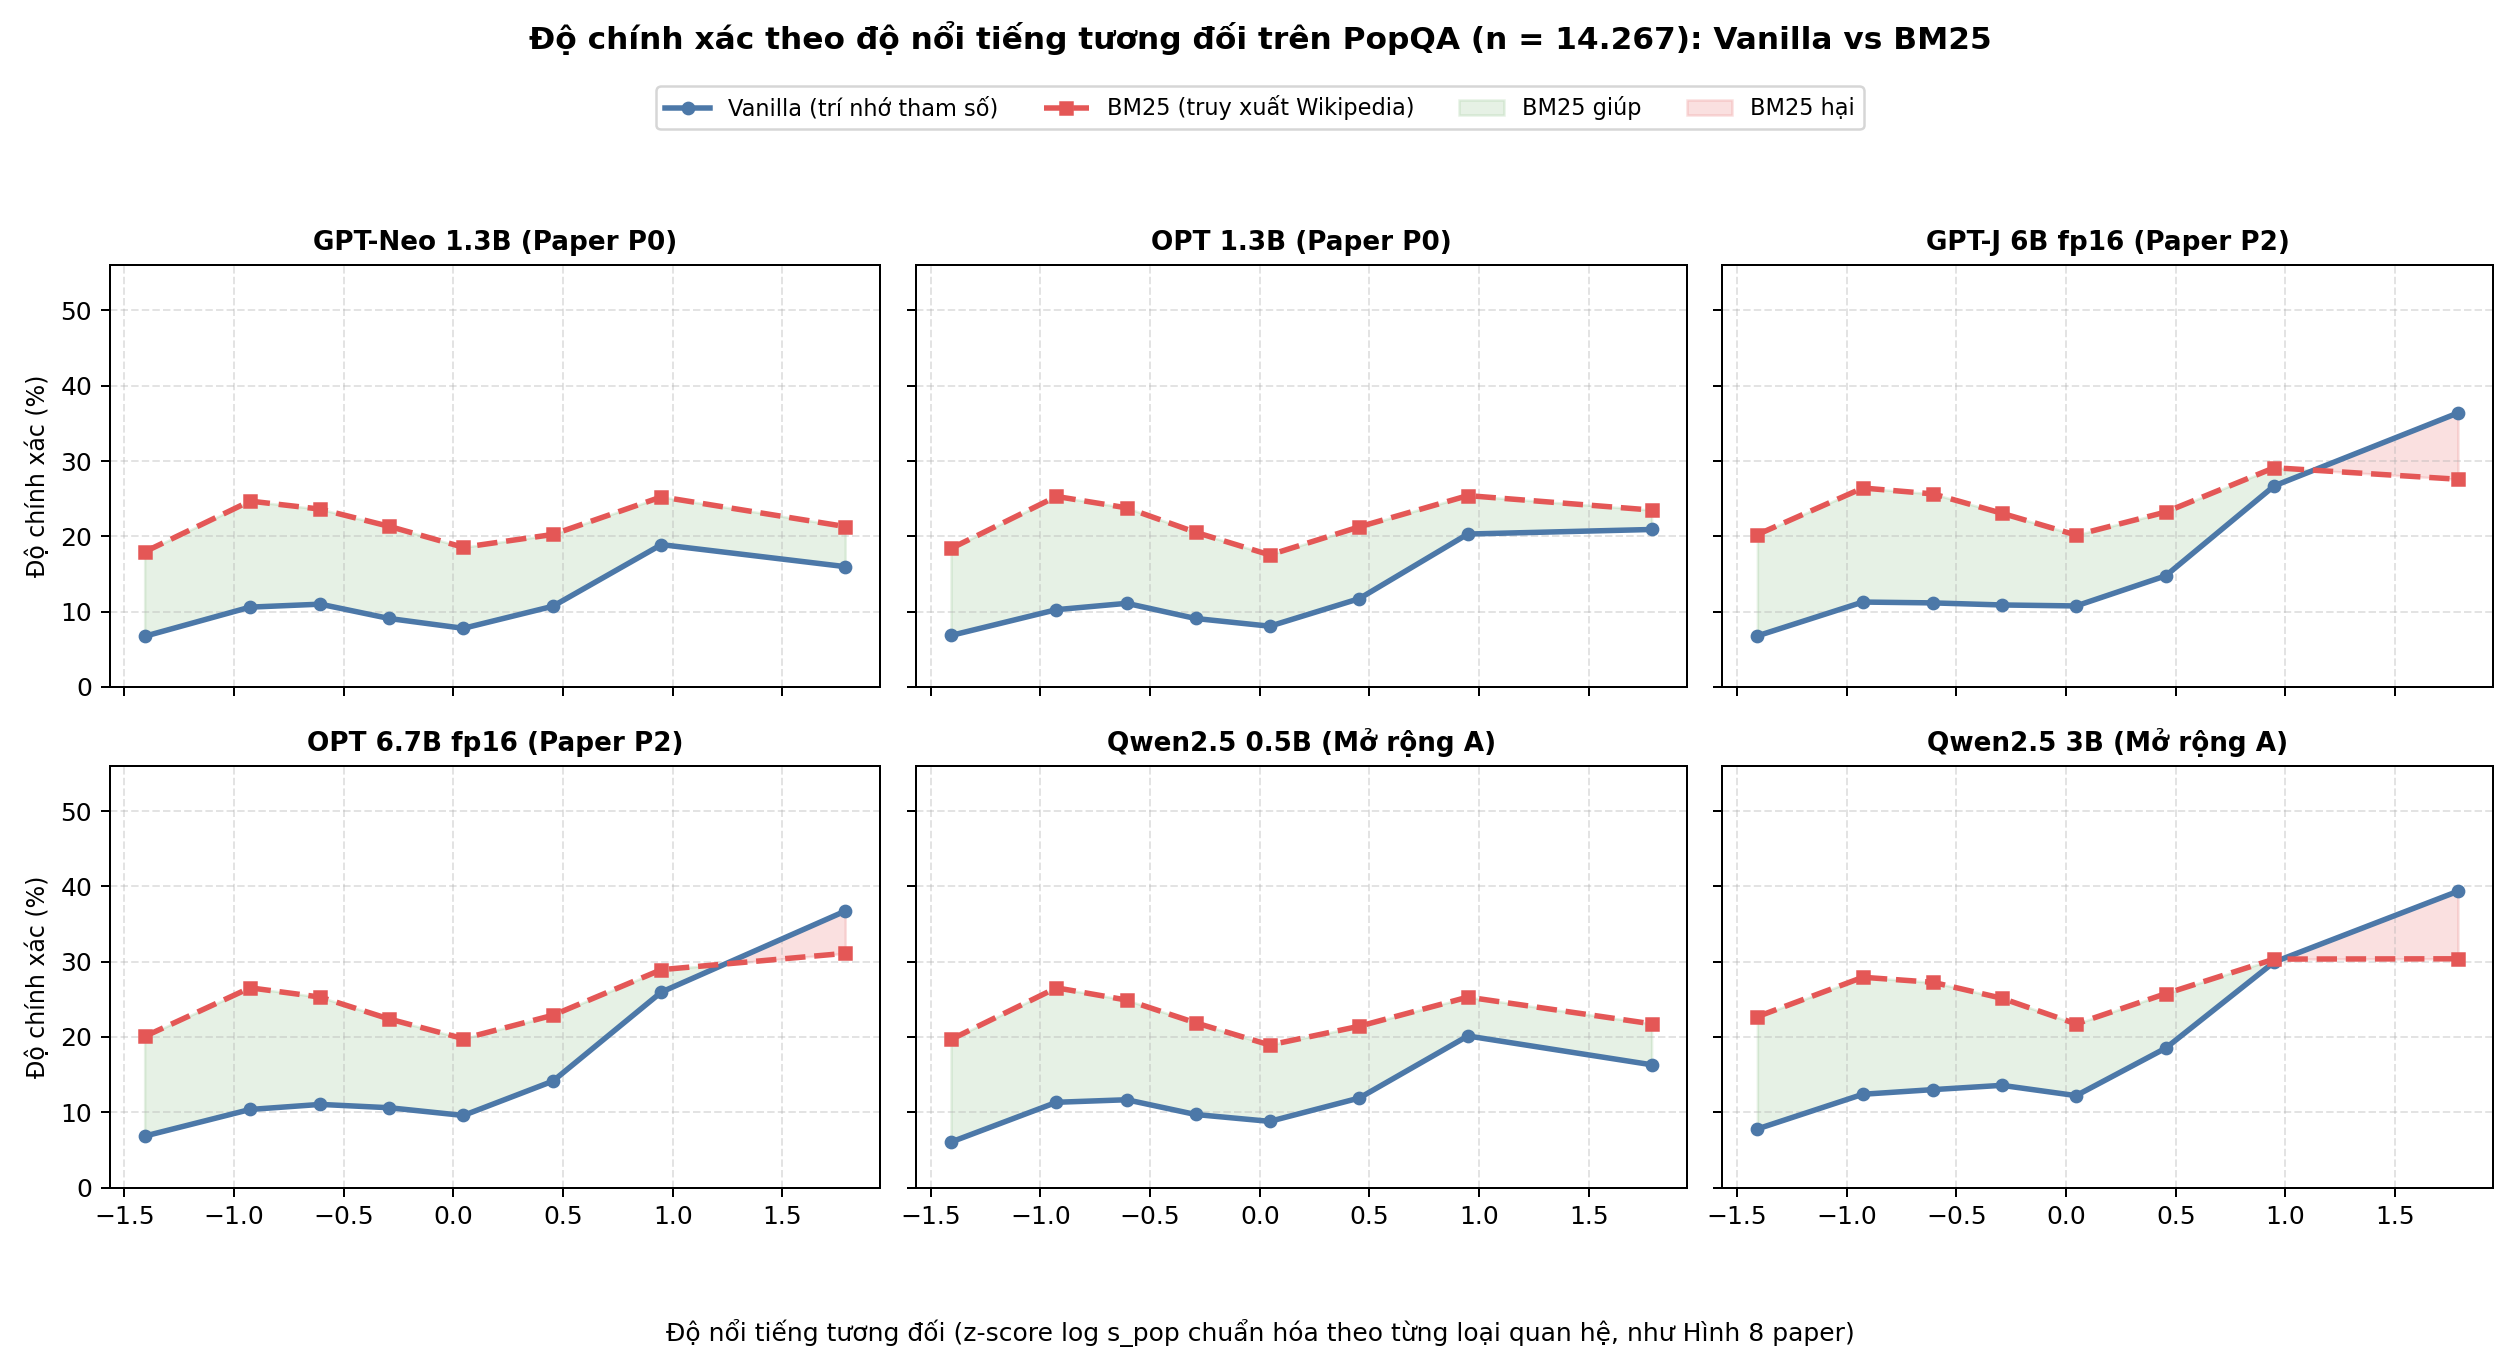 Độ chính xác theo độ nổi tiếng tương đối trên PopQA (n = 14.267): Vanilla vs BM25
Vanilla (trí nhớ tham số) BM25 (truy xuất Wikipedia) BM25 giúp BM25 hại
GPT-Neo 1.3B (Paper P0) OPT 1.3B (Paper P0) GPT-J 6B fp16 (Paper P2)
50
40
30
20
10
0
Độ chính xác (%)
OPT 6.7B fp16 (Paper P2) Qwen2.5 0.5B (Mở rộng A) Qwen2.5 3B (Mở rộng A)
50
40
30
20
10
0
Độ chính xác (%)
−1.5 −1.0 −0.5 0.0 0.5 1.0 1.5 −1.5 −1.0 −0.5 0.0 0.5 1.0 1.5 −1.5 −1.0 −0.5 0.0 0.5 1.0 1.5
Độ nổi tiếng tương đối (z-score log s_pop chuẩn hóa theo từng loại quan hệ, như Hình 8 paper)